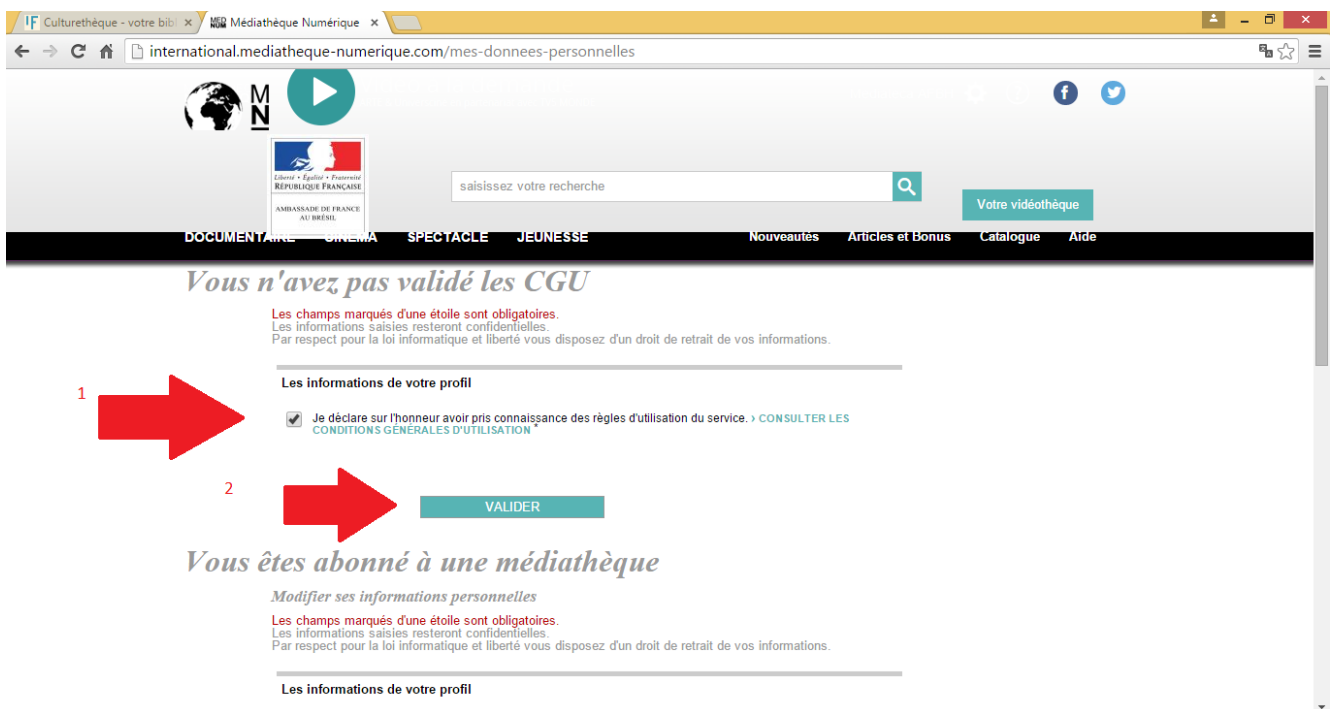 Culturethèque - votre bibl
Médiathèque Numérique
international.mediatheque-numerique.com/mes-donnees-personnelles
M
N
Liberté • Égalité • Fraternité
RÉPUBLIQUE FRANÇAISE
AMBASSADE DE FRANCE
AU BRÉSIL
saisissez votre recherche
Votre vidéothèque
DOCUMENTAIRE CINEMA SPECTACLE JEUNESSE Nouveautés Articles et Bonus Catalogue Aide
Vous n'avez pas validé les CGU
Les champs marqués d'une étoile sont obligatoires.
Les informations saisies resteront confidentielles.
Par respect pour la loi informatique et liberté vous disposez d'un droit de retrait de vos informations.
Les informations de votre profil
1
Je déclare sur l'honneur avoir pris connaissance des règles d'utilisation du service. › CONSULTER LES
CONDITIONS GÉNÉRALES D'UTILISATION *
2
VALIDER
Vous êtes abonné à une médiathèque
Modifier ses informations personnelles
Les champs marqués d'une étoile sont obligatoires.
Les informations saisies resteront confidentielles.
Par respect pour la loi informatique et liberté vous disposez d'un droit de retrait de vos informations.
Les informations de votre profil